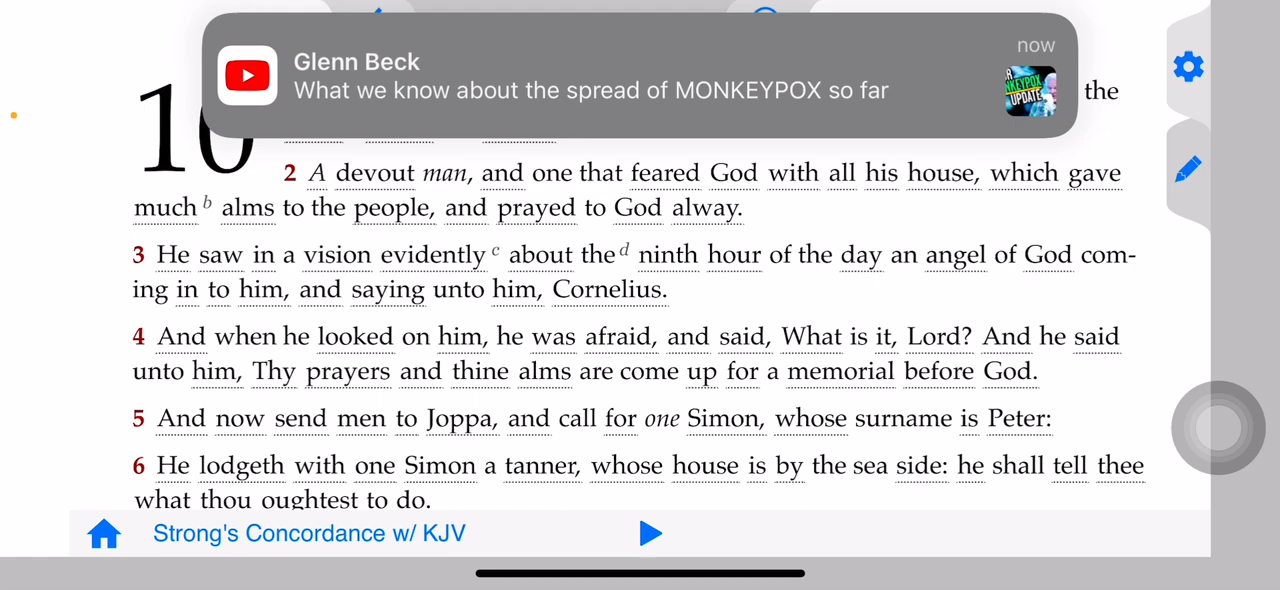 Glenn Beck
now
What we know about the spread of MONKEYPOX so far
NKEYPOX
UPDATE
10
the
2 A devout man, and one that feared God with all his house, which gave
much b alms to the people, and prayed to God alway.
3 He saw in a vision evidently c about the d ninth hour of the day an angel of God com-
ing in to him, and saying unto him, Cornelius.
4 And when he looked on him, he was afraid, and said, What is it, Lord? And he said
unto him, Thy prayers and thine alms are come up for a memorial before God.
5 And now send men to Joppa, and call for one Simon, whose surname is Peter:
6 He lodgeth with one Simon a tanner, whose house is by the sea side: he shall tell thee
what thou oughtest to do.
Strong's Concordance w/ KJV